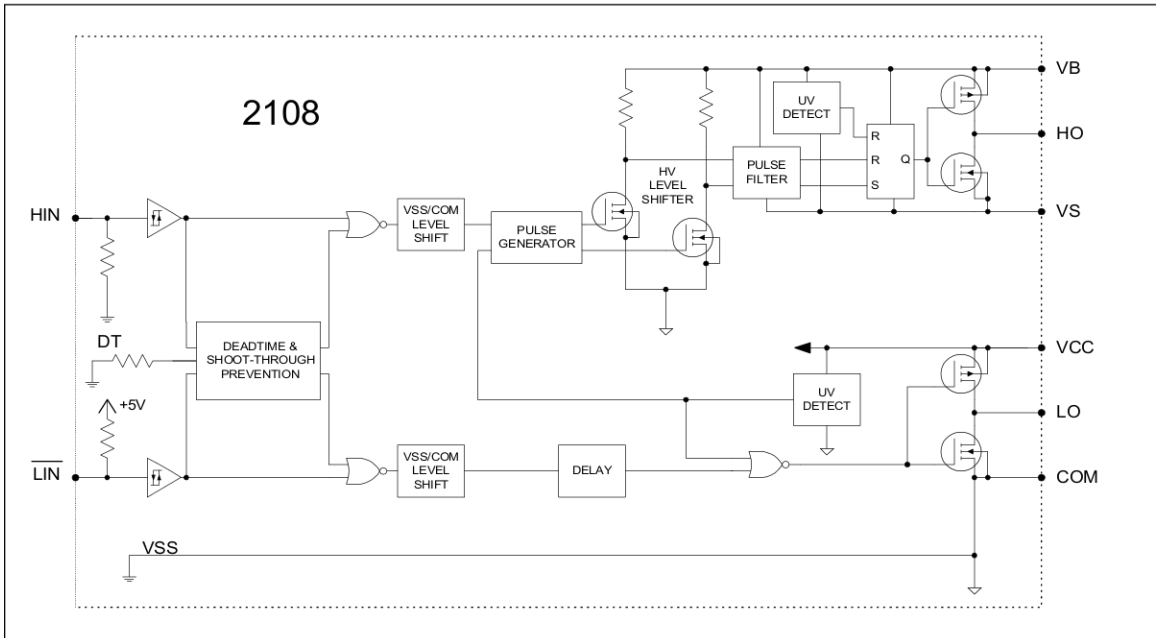 2108
VB
UV
DETECT
R
HO
R
Q
PULSE
FILTER
S
HV
LEVEL
SHIFTER
VS
HIN
VSS/COM
LEVEL
SHIFT
PULSE
GENERATOR
DT
DEADTIME &
SHOOT-THROUGH
PREVENTION
VCC
UV
DETECT
+5V
LO
LIN
VSS/COM
LEVEL
SHIFT
DELAY
COM
VSS